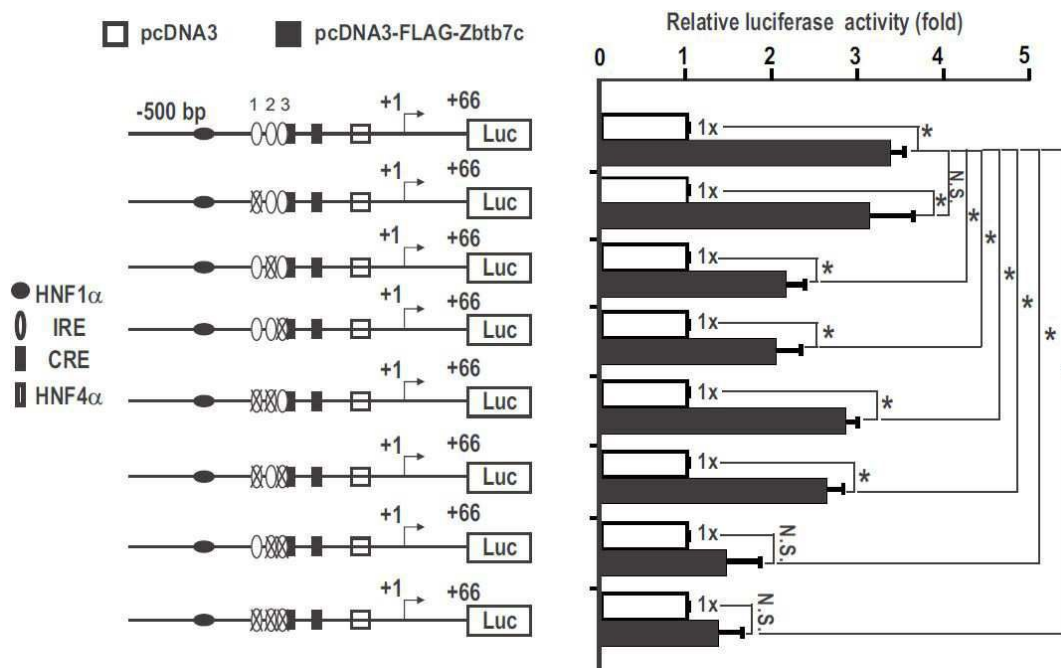 pcDNA3
pcDNA3-FLAG-Zbtb7c
Relative luciferase activity (fold)
0 1 2 3 4 5
-500 bp
1 2 3
+1 +66
Luc
1x
*
+1 +66
Luc
1x
*
N.S.
+1 +66
Luc
1x
*
*
+1 +66
Luc
1x
*
*
+1 +66
Luc
1x
*
*
+1 +66
Luc
1x
*
*
+1 +66
Luc
1x
N.S.
*
+1 +66
Luc
1x
N.S.
HNF1α
IRE
CRE
HNF4α